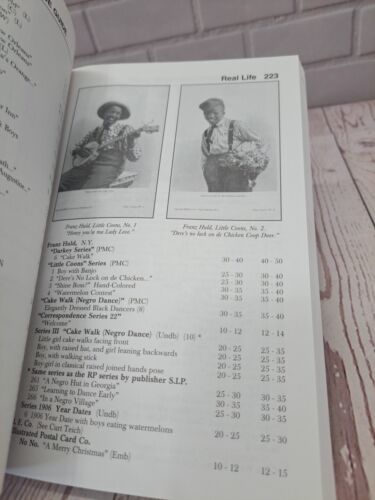 Real Life 223
Franz Huld, Little Coons, No. 1
"Honey you're ma Lady Love."
Franz Huld, Little Coons, No. 2.
"Dere's no lock on de Chicken Coop Door."
Franz Huld, N.Y.
"Darkey Series" (PMC)
6 "Cake Walk" 30 - 40 40 - 50
"Little Coons" Series (PMC)
1 Boy with Banjo 25 - 30 30 - 40
2 "Dere's No Lock on de Chicken..." 25 - 30 30 - 40
3 "Shine Boss?" Hand-Colored 30 - 35 35 - 40
4 "Watermelon Contest"
"Cake Walk (Negro Dance)" (PMC)
Elegantly Dressed Black Dancers (8) 30 - 35 35 - 40
"Correspondence Series 22"
"Welcome" 10 - 12 12 - 14
Series III "Cake Walk (Negro Dance) (Undb) (10) *
Little girl cake walks facing front 20 - 25 25 - 35
Boy, with raised hut, and girl leaning backwards 20 - 25 25 - 35
Boy, with walking stick 20 - 25 25 - 35
Boy-girl in classical raised joined hands pose 20 - 25 25 - 35
* Same series as the RP series by publisher S.I.P.
261 "A Negro Hut in Georgia" 25 - 30 30 - 35
263 "Learning to Dance Early" 30 - 35 35 - 40
266 "In a Negro Village" 25 - 30 30 - 35
Series 1906 Year Dates (Undb)
6 1906 Year Date with boys eating watermelons 20 - 25 25 - 30
I. F. Co. (See Curt Teich)
Illustrated Postal Card Co.
No No. "A Merry Christmas" (Emb) 10 - 12 12 - 15